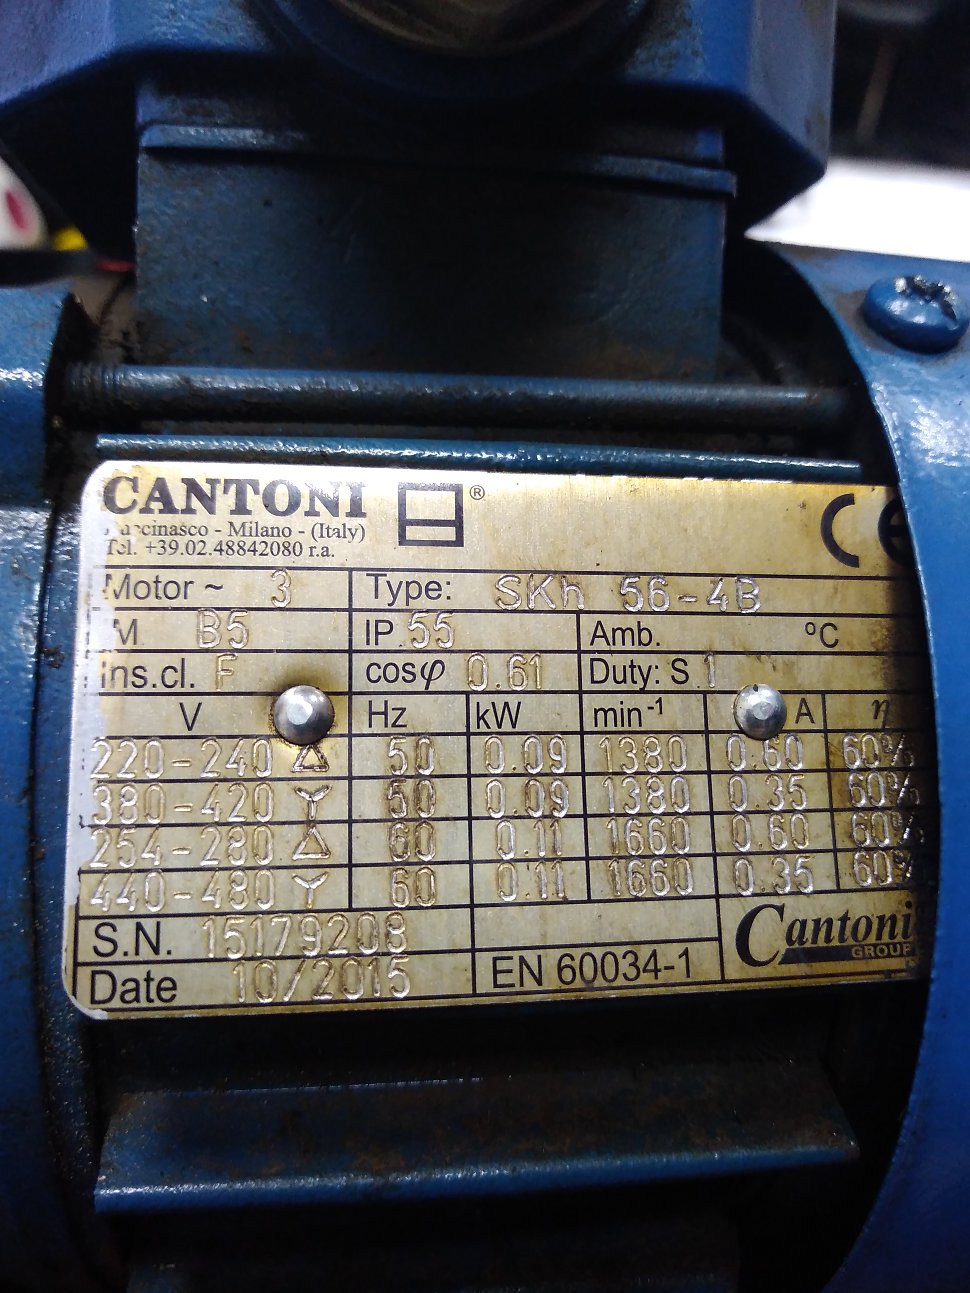 CANTONI ®
- Milano - (Italy)
Tel. +39.02.48842080 r.a.
CE
Motor ~ 3 Type: SKh 56-4B
IM. B5 IP 55 Amb. °C
ins.cl. F cosφ 0.61 Duty: S 1
V Hz kW min⁻¹ A η
220-240 △ 50 0.09 1380 0.60 60%
380-420 Y 50 0.09 1380 0.35 60%
254-280 △ 60 0.11 1660 0.60 60%
440-480 Y 60 0.11 1660 0.35 60%
S.N. 15179208
Date 10/2015 EN 60034-1
Cantoni
GROUP